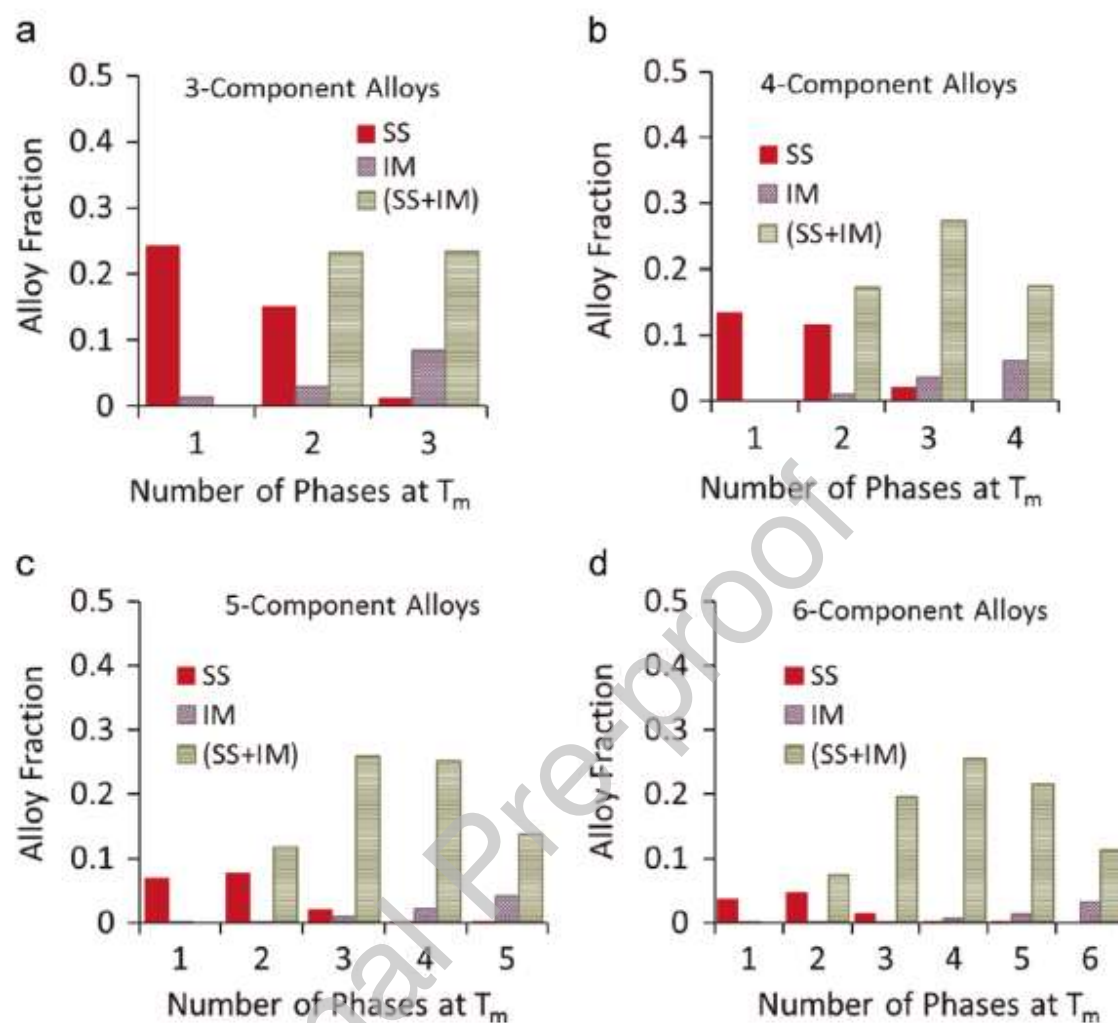 a
3-Component Alloys
SS
IM
(SS+IM)
0.5
0.4
0.3
0.2
0.1
0
Alloy Fraction
1 2 3
Number of Phases at Tm
b
4-Component Alloys
SS
IM
(SS+IM)
0.5
0.4
0.3
0.2
0.1
0
Alloy Fraction
1 2 3 4
Number of Phases at Tm
c
5-Component Alloys
SS
IM
(SS+IM)
0.5
0.4
0.3
0.2
0.1
0
Alloy Fraction
1 2 3 4 5
Number of Phases at Tm
d
6-Component Alloys
SS
IM
(SS+IM)
0.5
0.4
0.3
0.2
0.1
0
Alloy Fraction
1 2 3 4 5 6
Number of Phases at Tm
Pre-proof